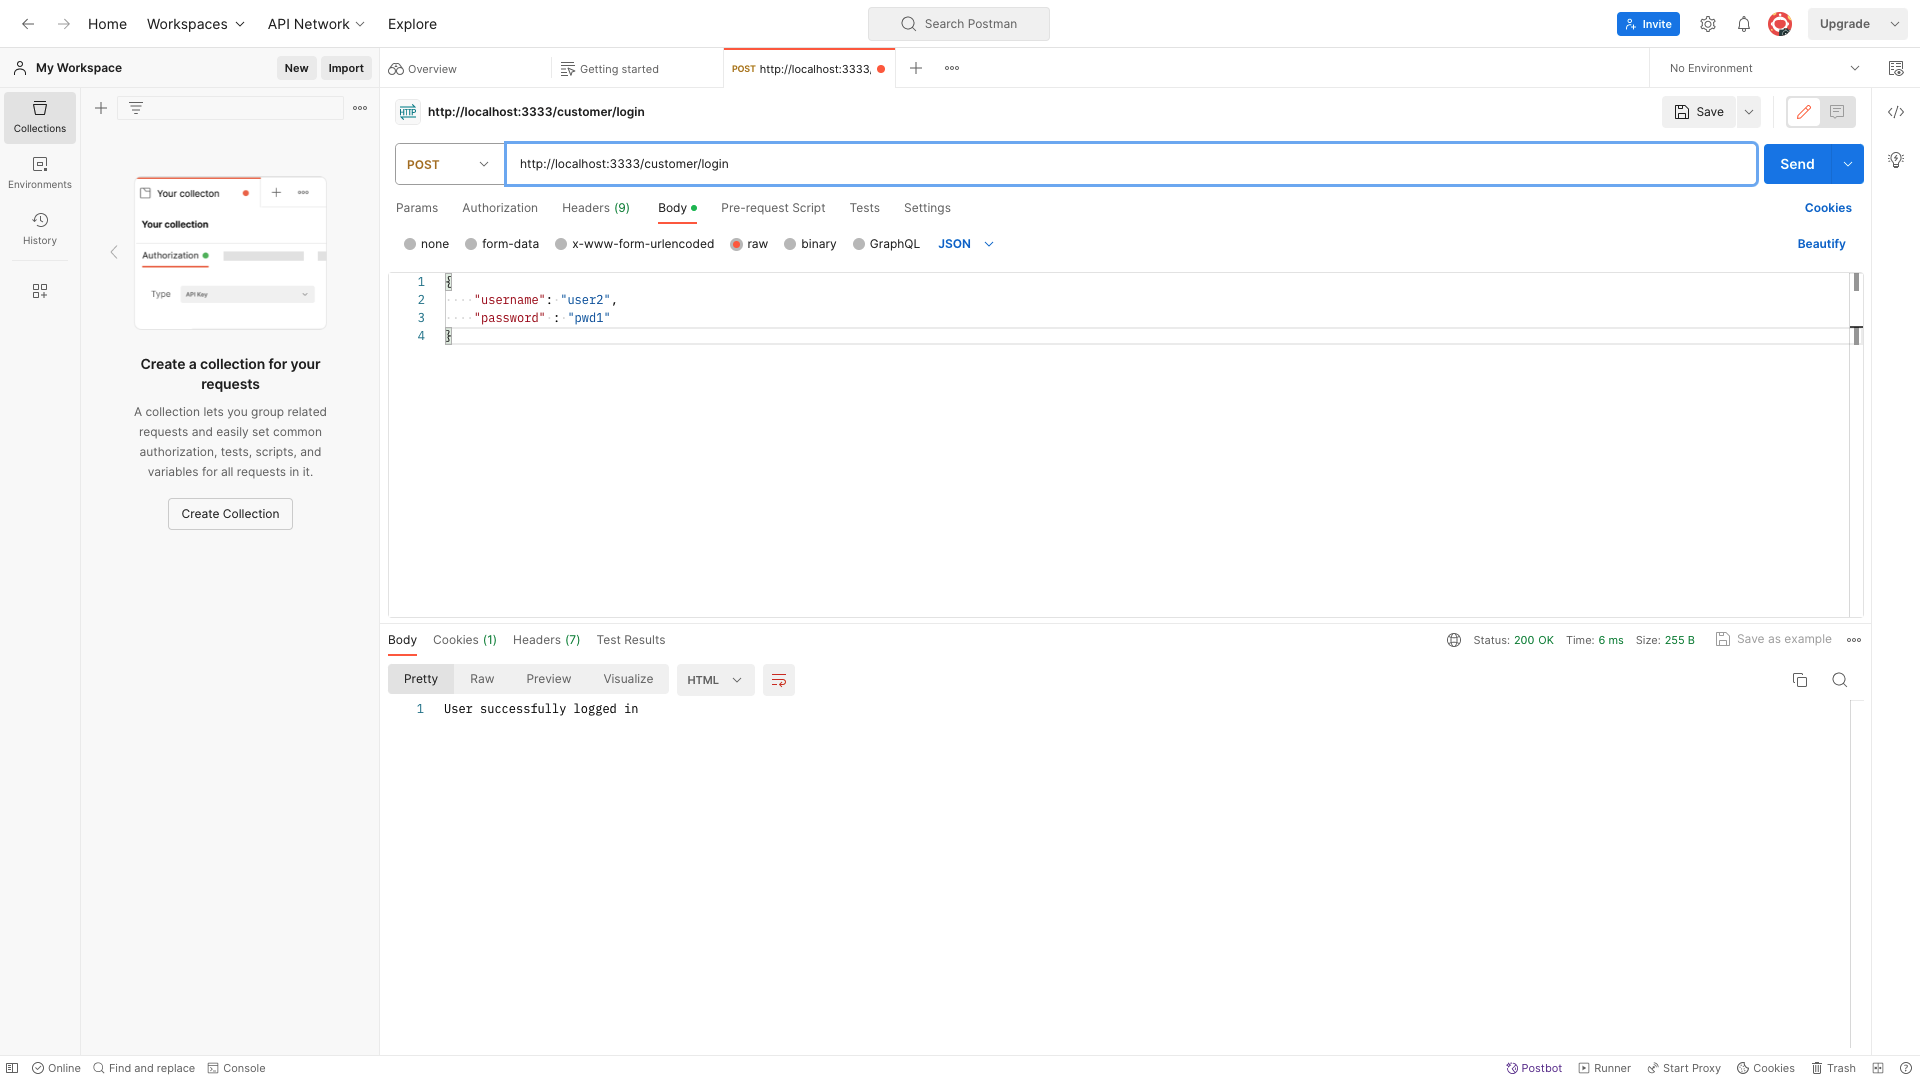 Home Workspaces API Network Explore Search Postman Invite Upgrade
My Workspace New Import Overview Getting started POST http://localhost:3333, No Environment
Collections
Environments
History
Your collecton
Your collection
Authorization
Type API Key
Create a collection for your
requests
A collection lets you group related
requests and easily set common
authorization, tests, scripts, and
variables for all requests in it.
Create Collection
HTTP http://localhost:3333/customer/login Save
POST http://localhost:3333/customer/login Send
Params Authorization Headers (9) Body Pre-request Script Tests Settings Cookies
none form-data x-www-form-urlencoded raw binary GraphQL JSON Beautify
1 {
2 "username": "user2",
3 "password" : "pwd1"
4 }
Body Cookies (1) Headers (7) Test Results Status: 200 OK Time: 6 ms Size: 255 B Save as example
Pretty Raw Preview Visualize HTML
1 User successfully logged in
Online Find and replace Console Postbot Runner Start Proxy Cookies Trash